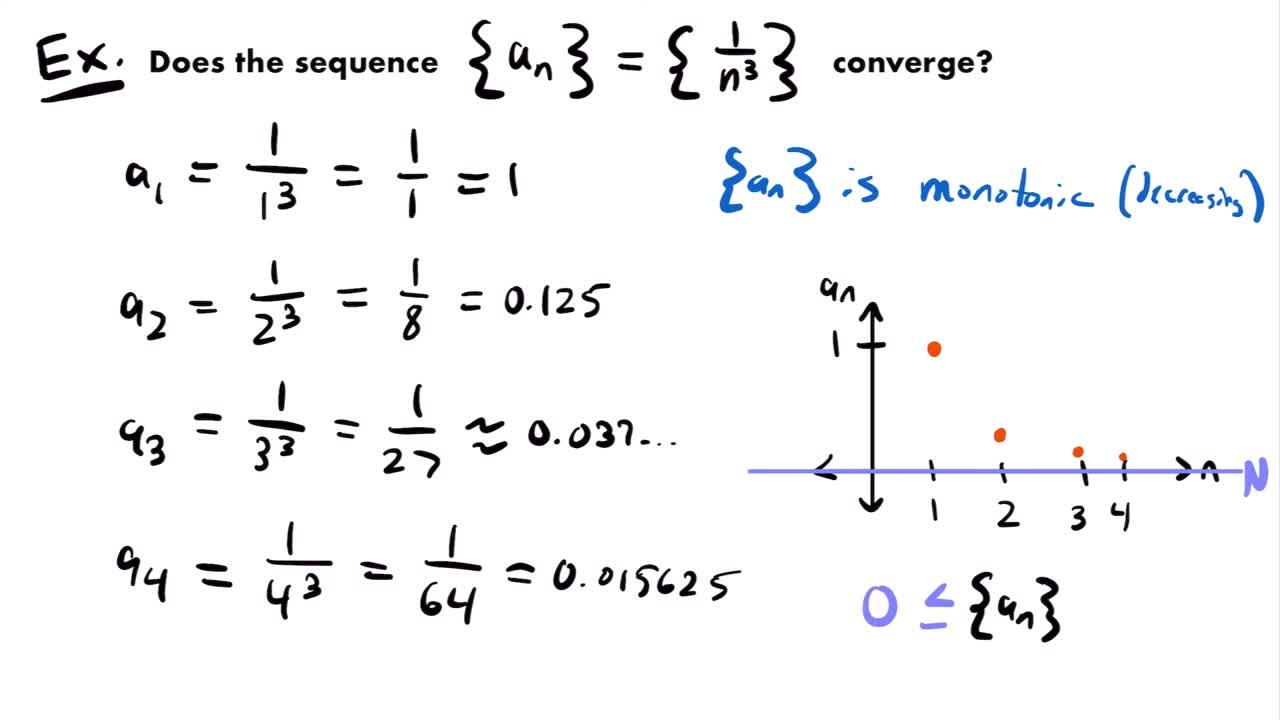 Ex. Does the sequence {aₙ} = {1/n³} converge?
a₁ = 1/1³ = 1/1 = 1
{aₙ} is monotonic (decreasing)
a₂ = 1/2³ = 1/8 = 0.125
a₃ = 1/3³ = 1/27 ≈ 0.037...
a₄ = 1/4³ = 1/64 = 0.015625
aₙ
1
n N
1 2 3 4
0 ≤ {aₙ}